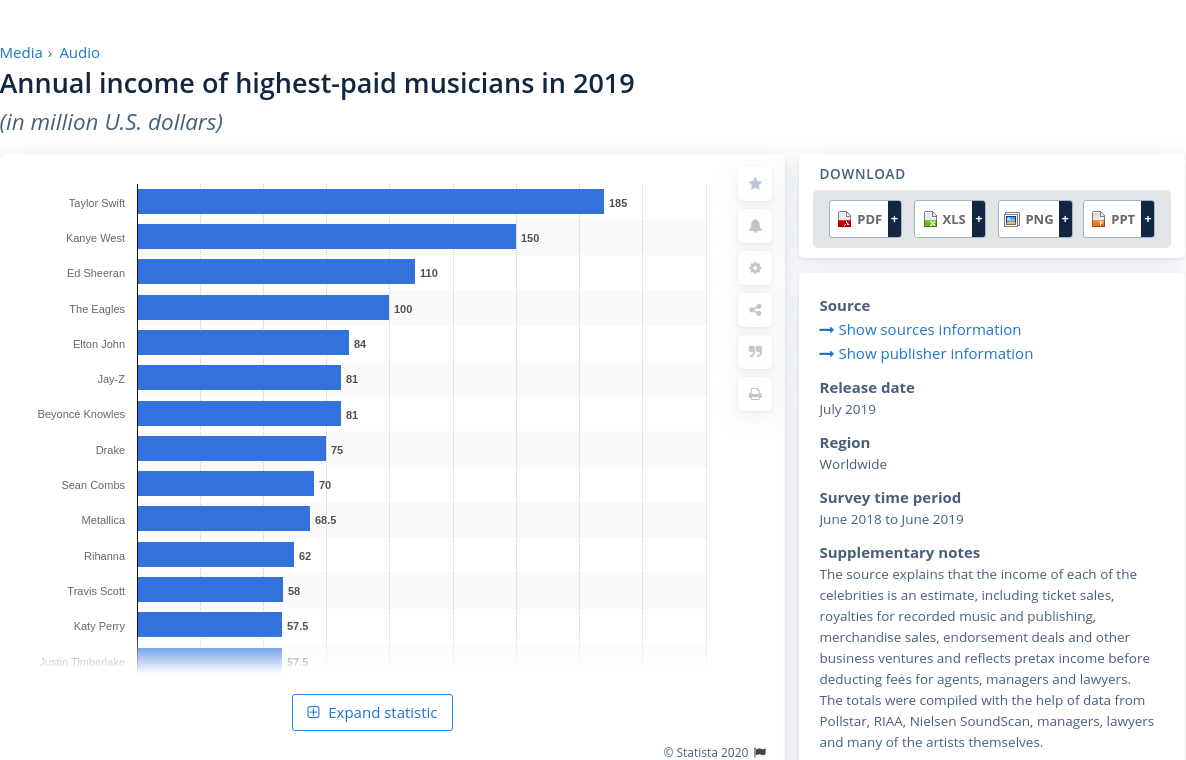 Media › Audio
Annual income of highest-paid musicians in 2019
(in million U.S. dollars)
Taylor Swift 185
Kanye West 150
Ed Sheeran 110
The Eagles 100
Elton John 84
Jay-Z 81
Beyoncé Knowles 81
Drake 75
Sean Combs 70
Metallica 68.5
Rihanna 62
Travis Scott 58
Katy Perry 57.5
Justin Timberlake 57.5
Expand statistic
© Statista 2020
DOWNLOAD
PDF + XLS + PNG + PPT +
Source
Show sources information
Show publisher information
Release date
July 2019
Region
Worldwide
Survey time period
June 2018 to June 2019
Supplementary notes
The source explains that the income of each of the
celebrities is an estimate, including ticket sales,
royalties for recorded music and publishing,
merchandise sales, endorsement deals and other
business ventures and reflects pretax income before
deducting fees for agents, managers and lawyers.
The totals were compiled with the help of data from
Pollstar, RIAA, Nielsen SoundScan, managers, lawyers
and many of the artists themselves.